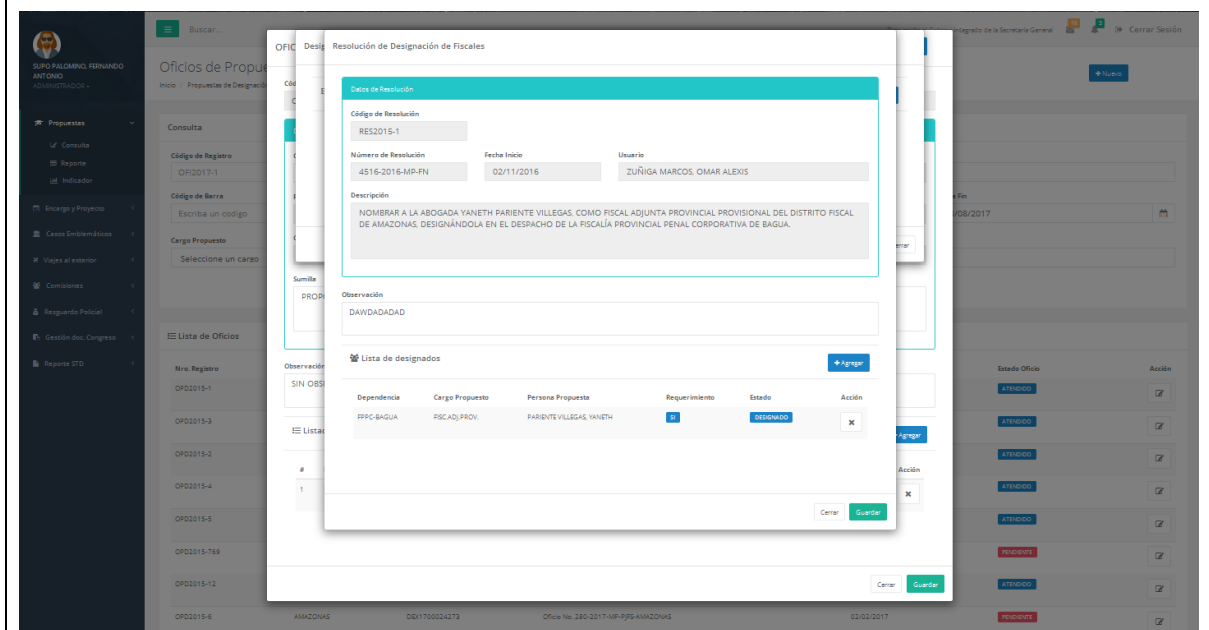 Buscar...
Integrado de la Secretaría General
Cerrar Sesión
SUPO PALOMINO, FERNANDO
ANTONIO
ADMINISTRADOR
Propuestas
Consulta
Reporte
Indicador
Encargo y Proyecto
Casos Emblemáticos
Viajes al exterior
Comisiones
Resguardo Policial
Gestión doc. Congreso
Reporte STD
Oficios de Propue
Inicio / Propuestas de Designació
+Nuevo
Consulta
Código de Registro
OFI2017-1
Código de Barra
Escriba un codigo
Cargo Propuesto
Seleccione un cargo
a Fin
/08/2017
Lista de Oficios
Nro. Registro
Estado Oficio
Acción
OPD2015-1
ATENDIDO
OPD2015-3
ATENDIDO
OPD2015-2
ATENDIDO
OPD2015-4
ATENDIDO
OPD2015-5
ATENDIDO
OPD2015-769
PENDIENTE
OPD2015-12
ATENDIDO
OPD2015-6
AMAZONAS
DEX1700024273
Oficio No. 280-2017-MP-PJFS-AMAZONAS
02/02/2017
PENDIENTE
OFIC
Cód
Sumilla
PROP
Observación
SIN OBS
Listad
Agregar
#
Acción
1
Cerrar
Guardar
Desig
errar
Resolución de Designación de Fiscales
Datos de Resolución
Código de Resolución
RES2015-1
Número de Resolución
Fecha Inicio
Usuario
4516-2016-MP-FN
02/11/2016
ZUÑIGA MARCOS, OMAR ALEXIS
Descripción
NOMBRAR A LA ABOGADA YANETH PARIENTE VILLEGAS, COMO FISCAL ADJUNTA PROVINCIAL PROVISIONAL DEL DISTRITO FISCAL
DE AMAZONAS, DESIGNÁNDOLA EN EL DESPACHO DE LA FISCALÍA PROVINCIAL PENAL CORPORATIVA DE BAGUA.
Observación
DAWDADADAD
Lista de designados
+Agregar
Dependencia
Cargo Propuesto
Persona Propuesta
Requerimiento
Estado
Acción
FPPC-BAGUA
FISC.ADJ.PROV.
PARIENTE VILLEGAS, YANETH
SI
DESIGNADO
Cerrar
Guardar